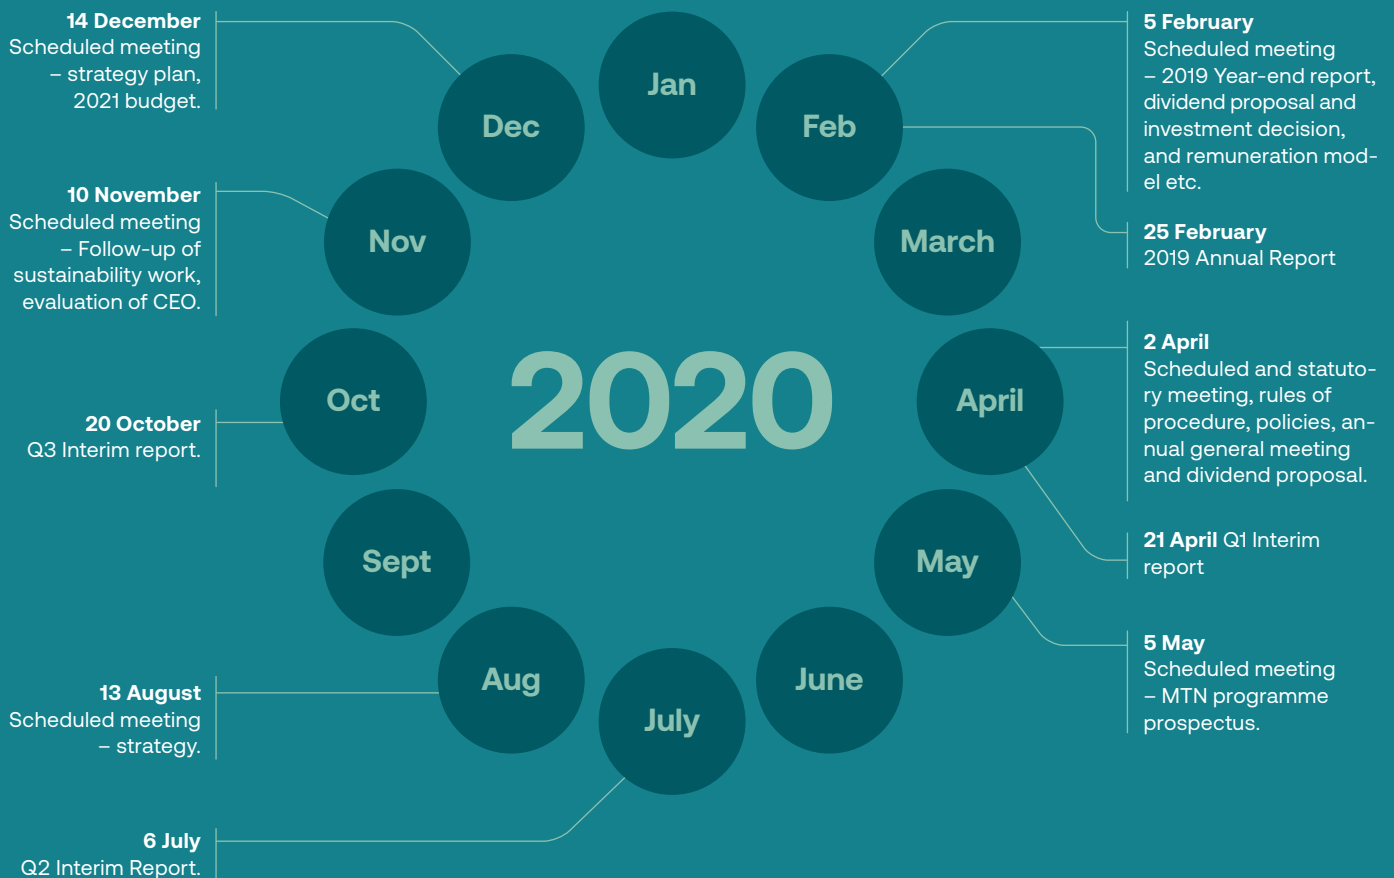 14 December
Scheduled meeting
– strategy plan,
2021 budget.
10 November
Scheduled meeting
– Follow-up of
sustainability work,
evaluation of CEO.
20 October
Q3 Interim report.
13 August
Scheduled meeting
– strategy.
6 July
Q2 Interim Report.
Jan
Feb
March
April
May
June
July
Aug
Sept
Oct
Nov
Dec
2020
5 February
Scheduled meeting
– 2019 Year-end report,
dividend proposal and
investment decision,
and remuneration mod-
el etc.
25 February
2019 Annual Report
2 April
Scheduled and statuto-
ry meeting, rules of
procedure, policies, an-
nual general meeting
and dividend proposal.
21 April Q1 Interim
report
5 May
Scheduled meeting
– MTN programme
prospectus.